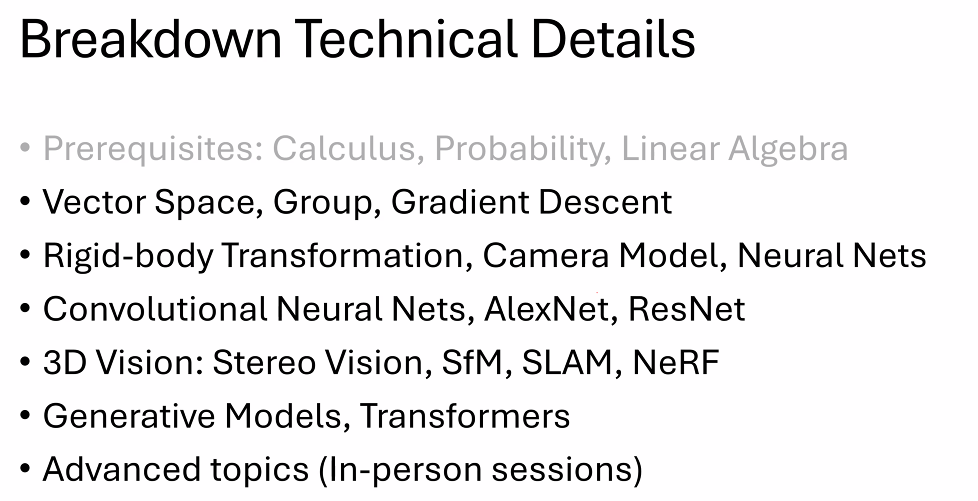 Breakdown Technical Details
• Prerequisites: Calculus, Probability, Linear Algebra
• Vector Space, Group, Gradient Descent
• Rigid-body Transformation, Camera Model, Neural Nets
• Convolutional Neural Nets, AlexNet, ResNet
• 3D Vision: Stereo Vision, SfM, SLAM, NeRF
• Generative Models, Transformers
• Advanced topics (In-person sessions)